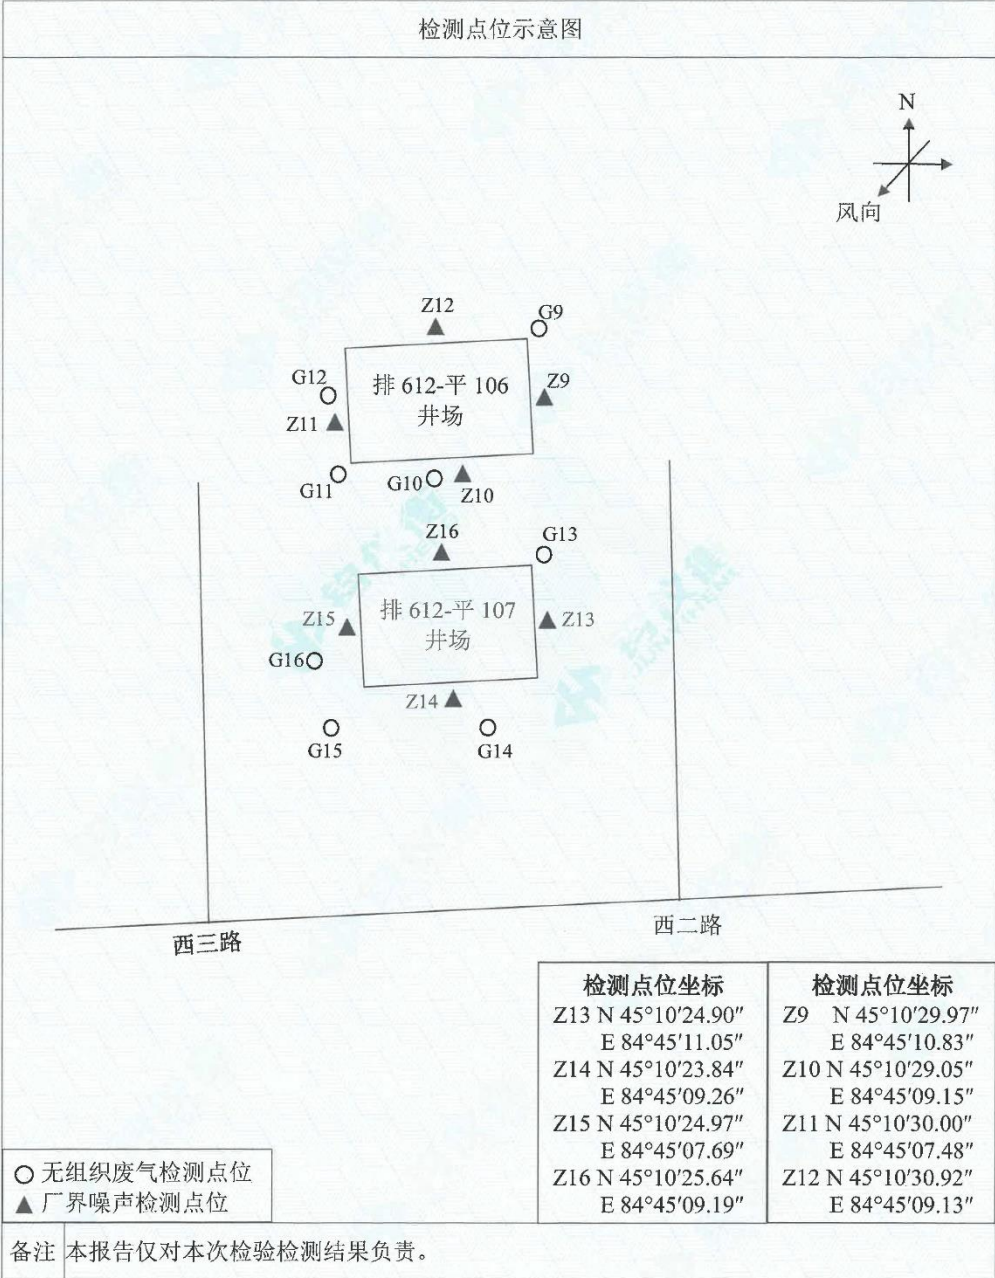 检测点位示意图
N
风向
Z12
G9
G12
排 612-平 106
井场
Z9
Z11
G11
G10
Z10
Z16
G13
Z15
排 612-平 107
井场
Z13
G16
Z14
G15
G14
西三路
西二路
检测点位坐标
Z13 N 45°10′24.90″
E 84°45′11.05″
Z14 N 45°10′23.84″
E 84°45′09.26″
Z15 N 45°10′24.97″
E 84°45′07.69″
Z16 N 45°10′25.64″
E 84°45′09.19″
检测点位坐标
Z9 N 45°10′29.97″
E 84°45′10.83″
Z10 N 45°10′29.05″
E 84°45′09.15″
Z11 N 45°10′30.00″
E 84°45′07.48″
Z12 N 45°10′30.92″
E 84°45′09.13″
无组织废气检测点位
厂界噪声检测点位
备注 本报告仅对本次检验检测结果负责。